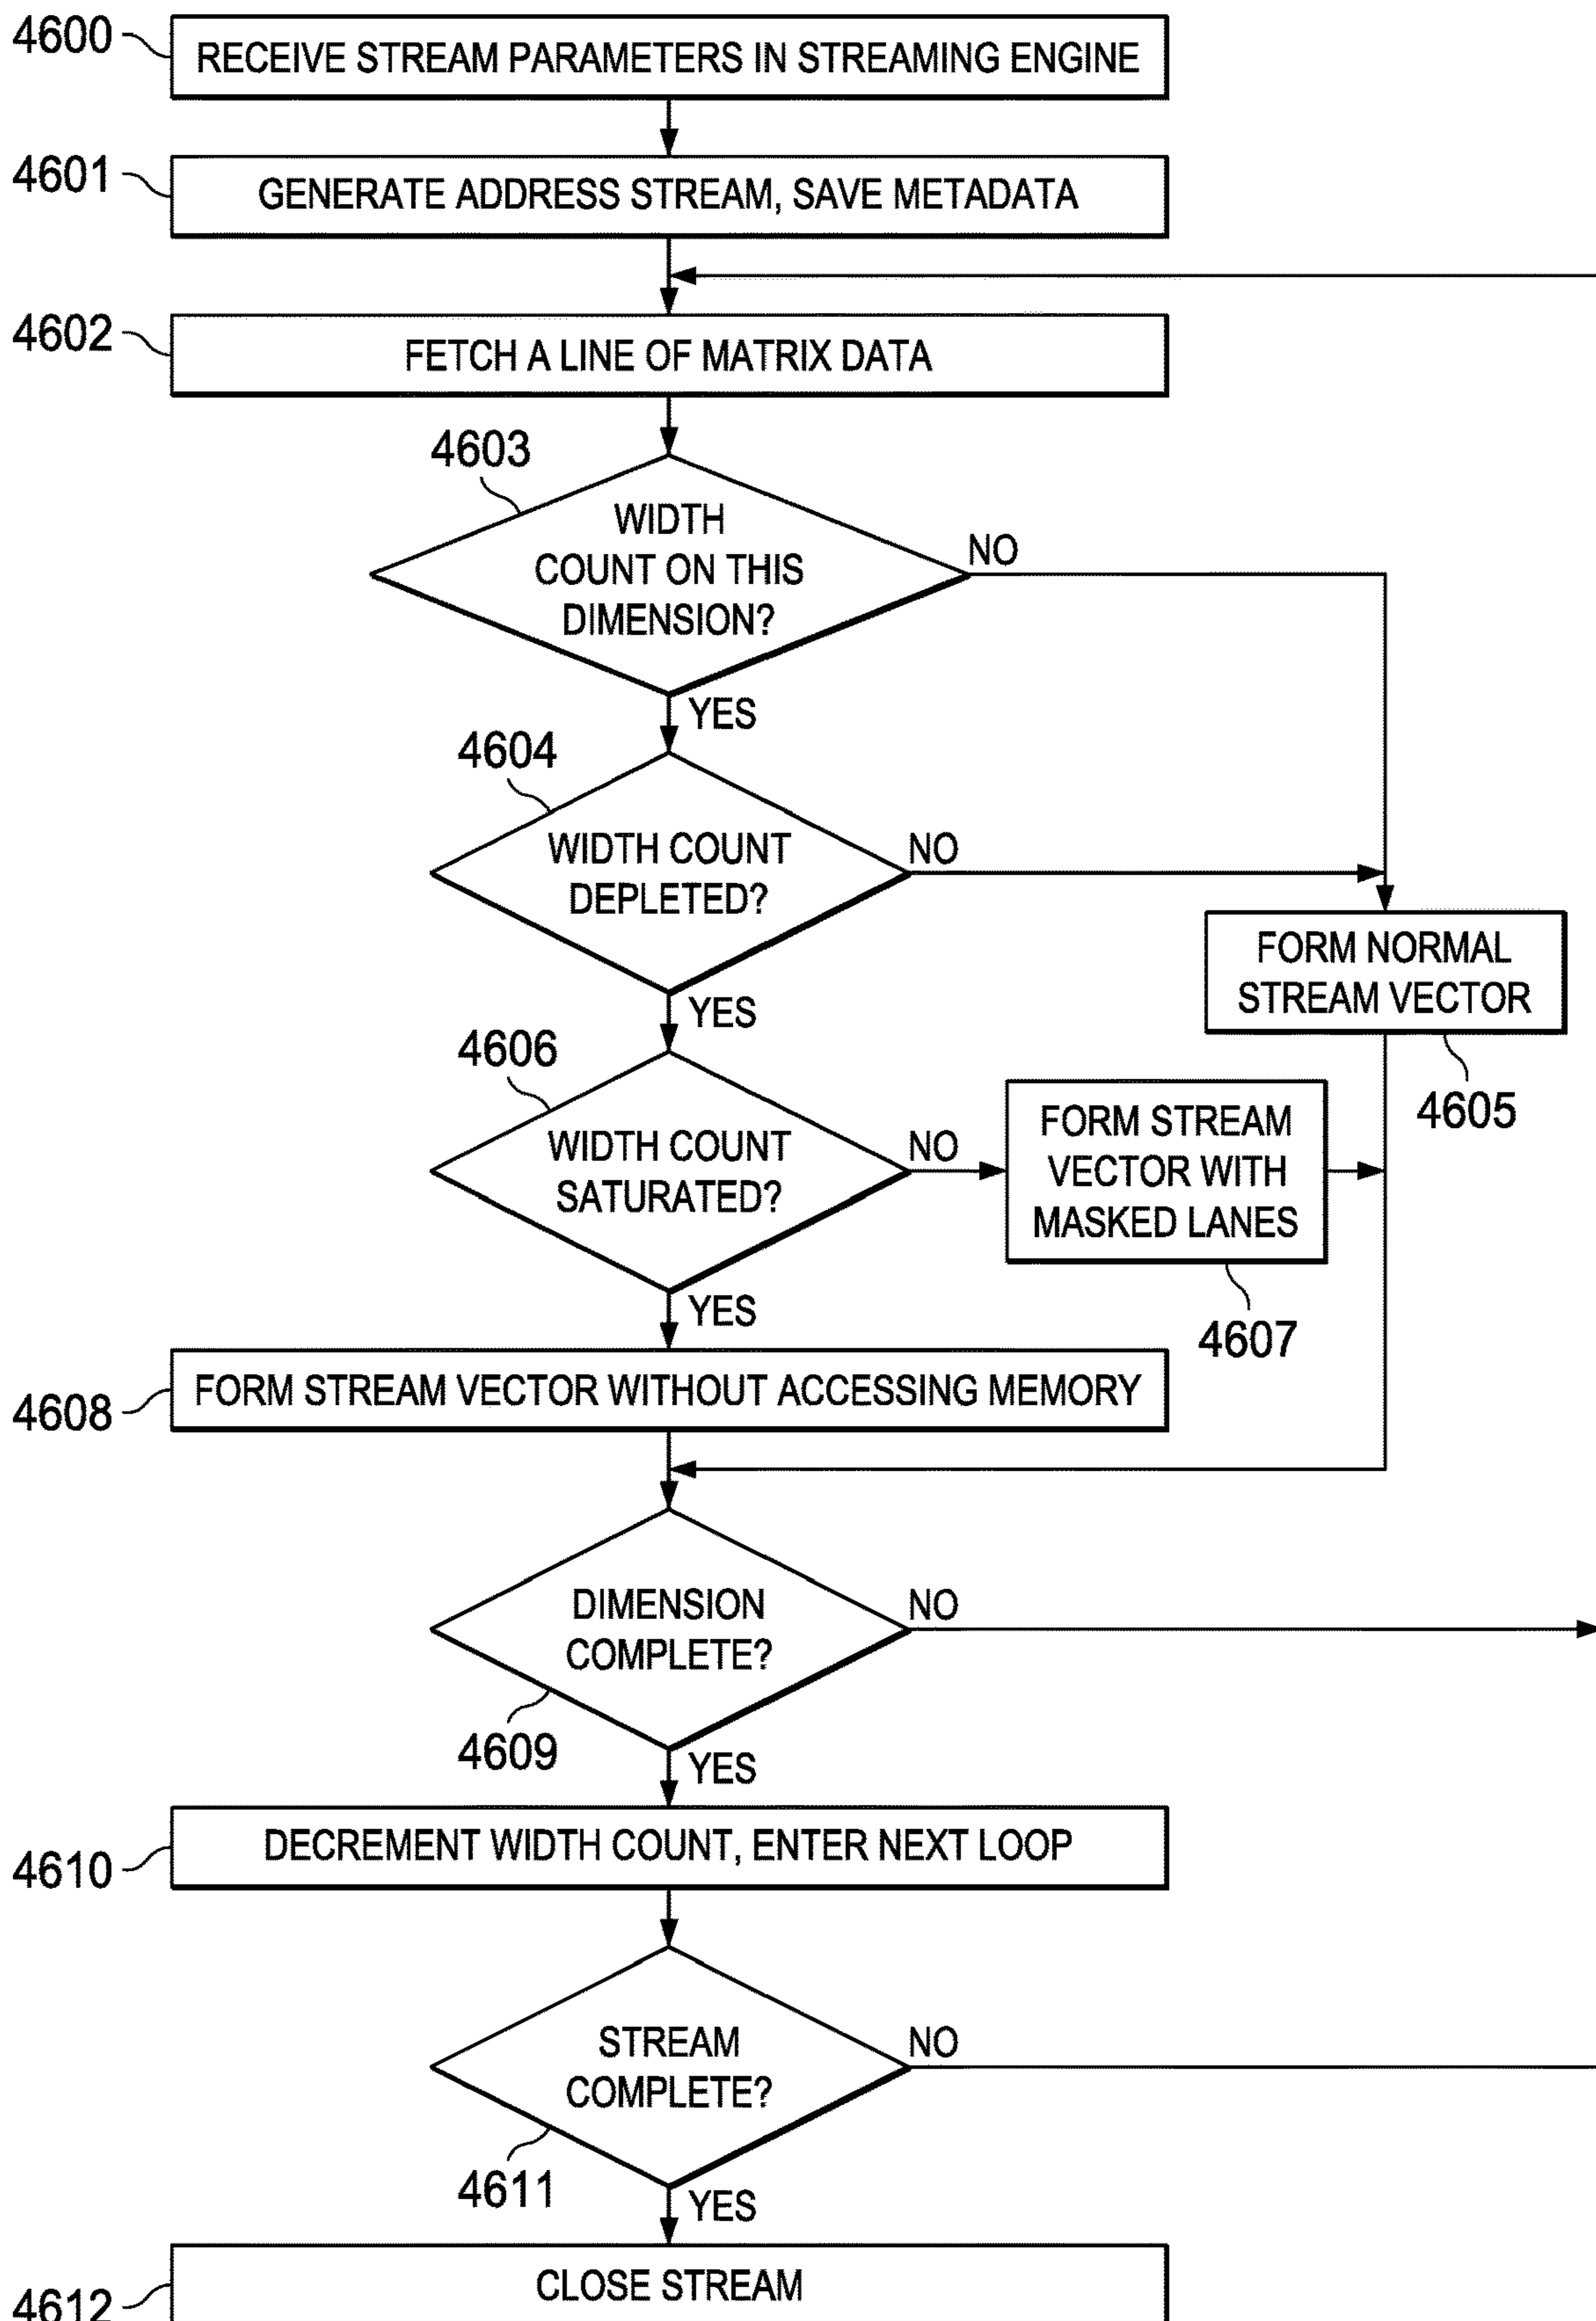 4600
RECEIVE STREAM PARAMETERS IN STREAMING ENGINE
4601
GENERATE ADDRESS STREAM, SAVE METADATA
4602
FETCH A LINE OF MATRIX DATA
4603
WIDTH
COUNT ON THIS
DIMENSION?
NO
YES
4604
WIDTH COUNT
DEPLETED?
NO
YES
FORM NORMAL
STREAM VECTOR
4605
4606
WIDTH COUNT
SATURATED?
NO
YES
FORM STREAM
VECTOR WITH
MASKED LANES
4607
4608
FORM STREAM VECTOR WITHOUT ACCESSING MEMORY
DIMENSION
COMPLETE?
NO
4609
YES
4610
DECREMENT WIDTH COUNT, ENTER NEXT LOOP
STREAM
COMPLETE?
NO
4611
YES
4612
CLOSE STREAM